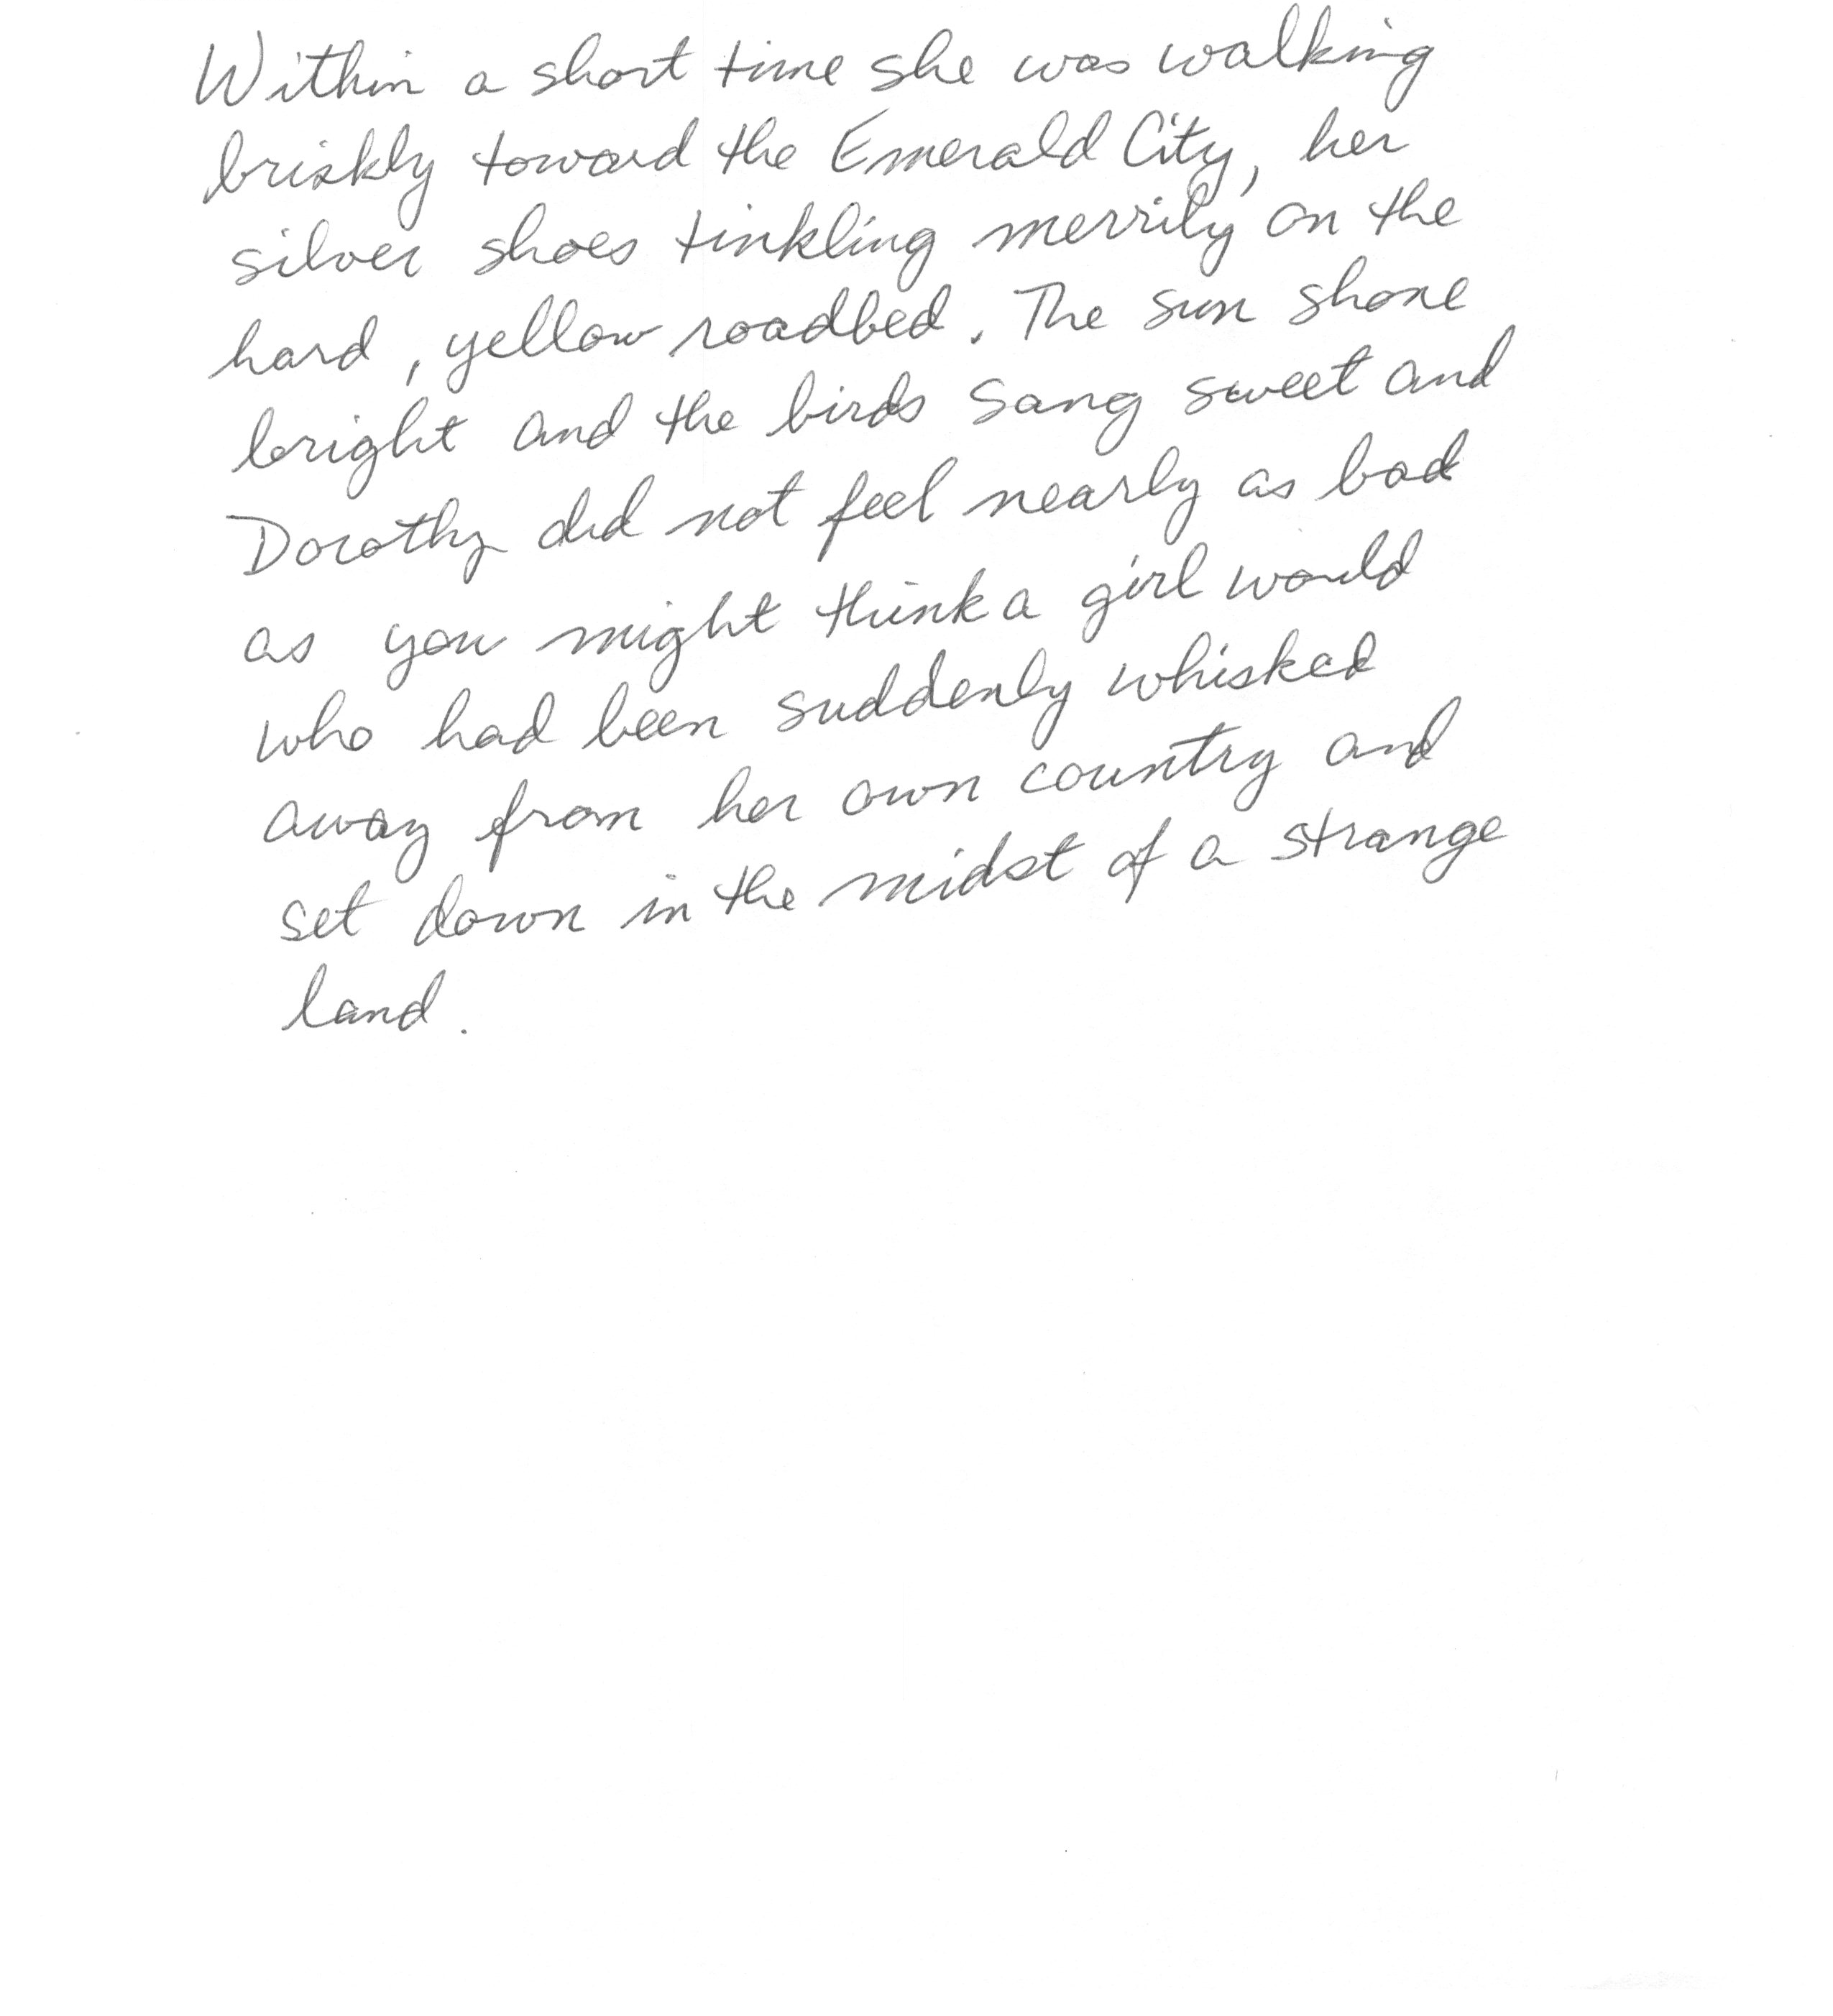 Within a short time she was walking
briskly toward the Emerald City, her
silver shoes tinkling merrily on the
hard, yellow roadbed. The sun shone
bright and the birds sang sweet and
Dorothy did not feel nearly as bad
as you might think a girl would
who had been suddenly whisked
away from her own country and
set down in the midst of a strange
land.